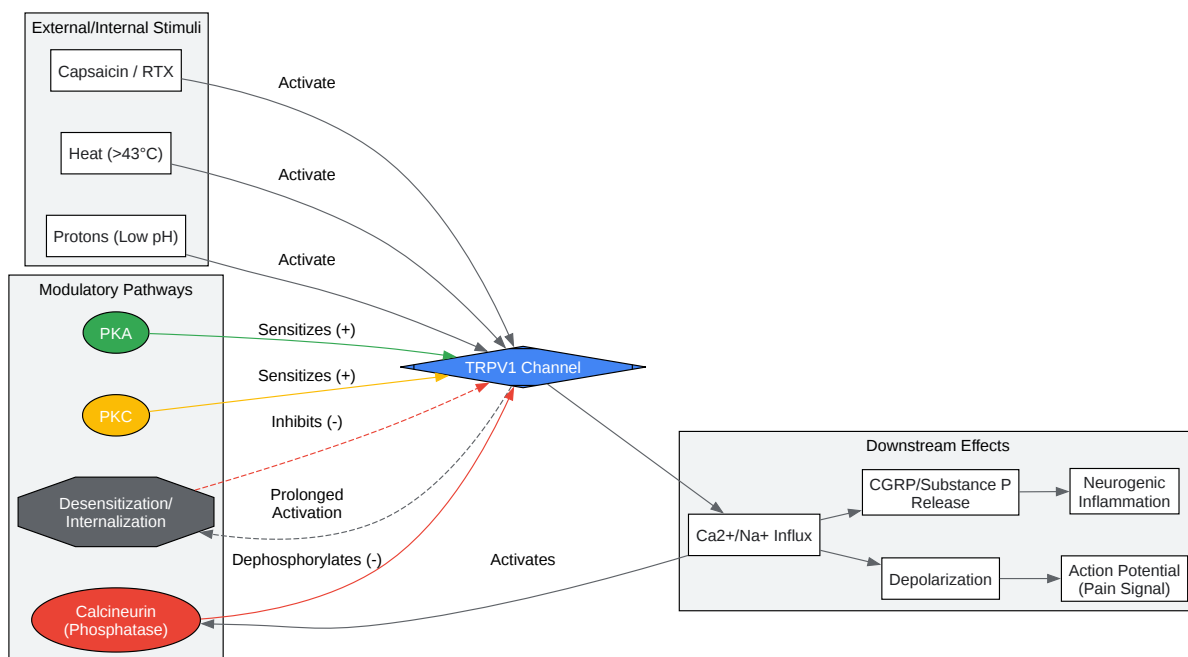 External/Internal Stimuli
Capsaicin / RTX
Activate
Heat (>43°C)
Activate
Protons (Low pH)
Activate
Modulatory Pathways
PKA
Sensitizes (+)
TRPV1 Channel
PKC
Sensitizes (+)
Inhibits (-)
Desensitization/
Internalization
Prolonged
Activation
Dephosphorylates (-)
Calcineurin
(Phosphatase)
Activates
Downstream Effects
Ca2+/Na+ Influx
CGRP/Substance P
Release
Neurogenic
Inflammation
Depolarization
Action Potential
(Pain Signal)